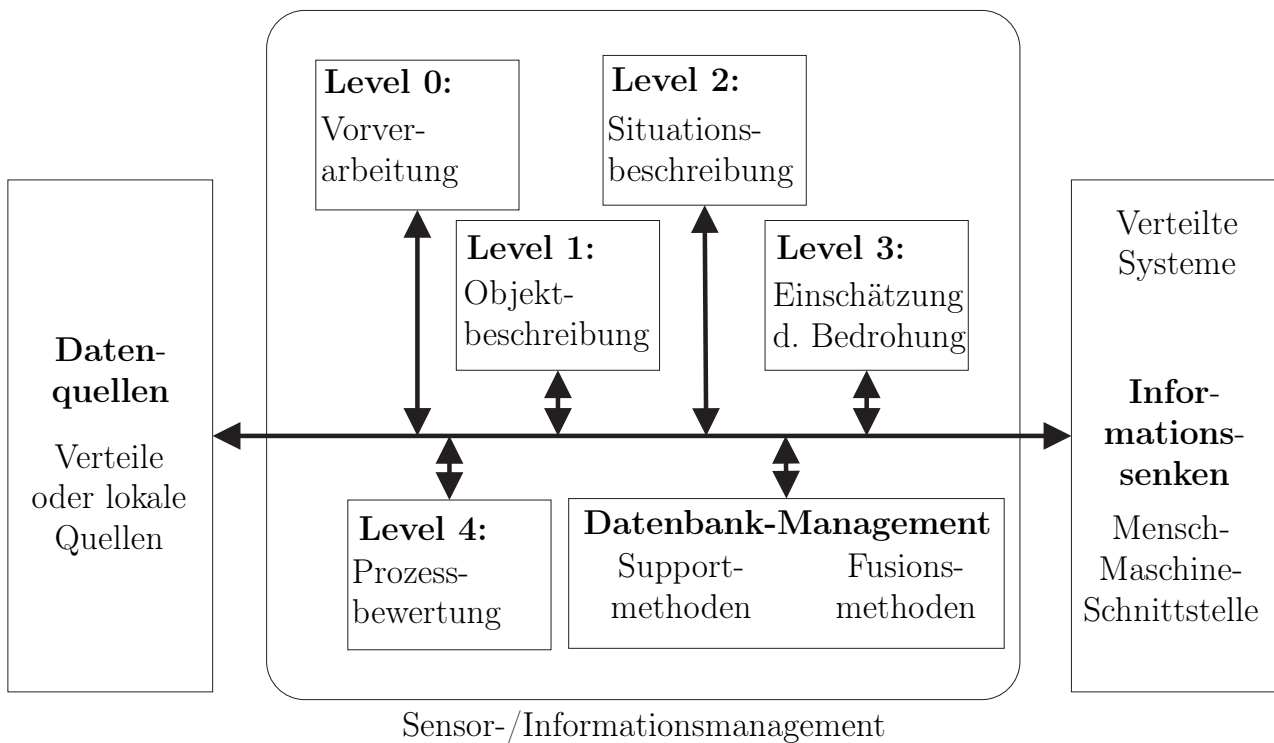 Level 0:
Vorver-
arbeitung
Level 2:
Situations-
beschreibung
Level 1:
Objekt-
beschreibung
Level 3:
Einschätzung
d. Bedrohung
Daten-
quellen
Verteile
oder lokale
Quellen
Verteilte
Systeme
Infor-
mations-
senken
Mensch-
Maschine-
Schnittstelle
Level 4:
Prozess-
bewertung
Datenbank-Management
Support-
methoden
Fusions-
methoden
Sensor-/Informationsmanagement